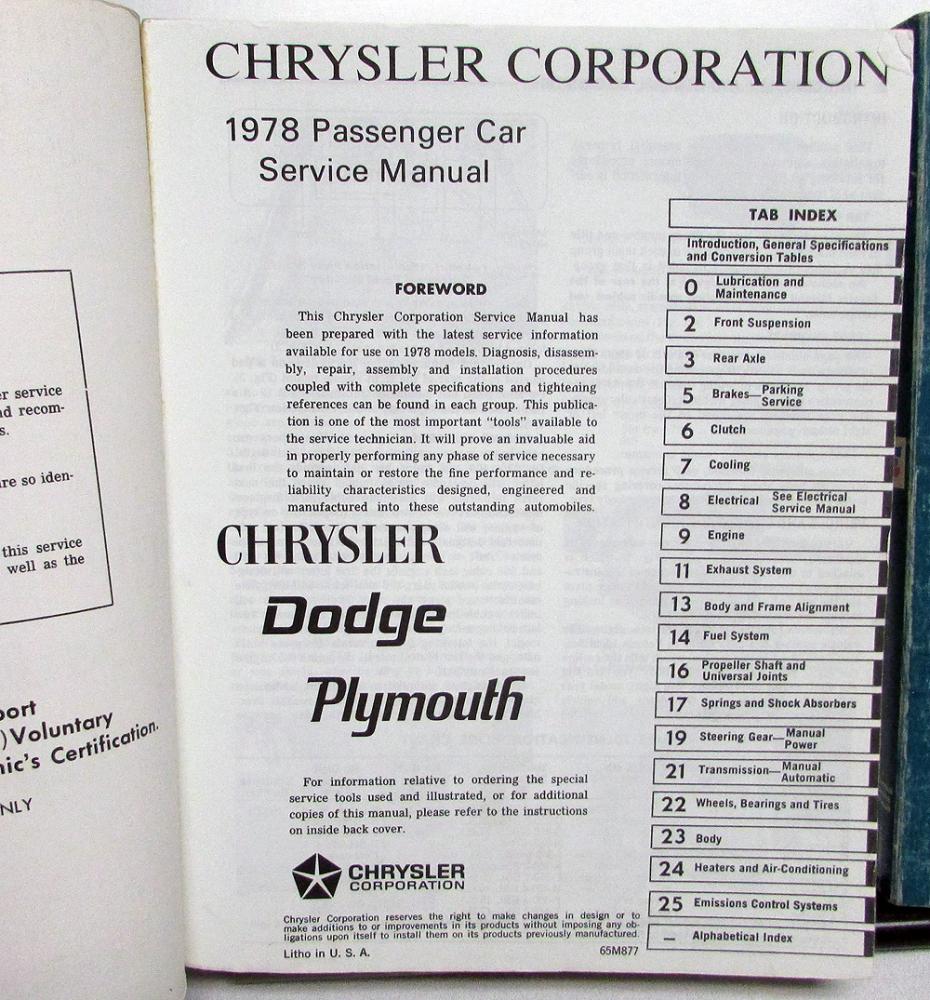 er service
nd recom-
s.
re so iden-
this service
well as the
port
) Voluntary
nic's Certification.
NLY
CHRYSLER CORPORATION
1978 Passenger Car
Service Manual
FOREWORD
This Chrysler Corporation Service Manual has
been prepared with the latest service information
available for use on 1978 models. Diagnosis, disassem-
bly, repair, assembly and installation procedures
coupled with complete specifications and tightening
references can be found in each group. This publica-
tion is one of the most important "tools" available to
the service technician. It will prove an invaluable aid
in properly performing any phase of service necessary
to maintain or restore the fine performance and re-
liability characteristics designed, engineered and
manufactured into these outstanding automobiles.
CHRYSLER
Dodge
Plymouth
For information relative to ordering the special
service tools used and illustrated, or for additional
copies of this manual, please refer to the instructions
on inside back cover.
CHRYSLER
CORPORATION
Chrysler Corporation reserves the right to make changes in design or to
make additions to or improvements in its products without imposing any ob-
ligations upon itself to install them on its products previously manufactured.
Litho in U. S. A.
65M877
TAB INDEX
Introduction, General Specifications
and Conversion Tables
0 Lubrication and
Maintenance
2 Front Suspension
3 Rear Axle
5 Brakes—Parking
Service
6 Clutch
7 Cooling
8 Electrical See Electrical
Service Manual
9 Engine
11 Exhaust System
13 Body and Frame Alignment
14 Fuel System
16 Propeller Shaft and
Universal Joints
17 Springs and Shock Absorbers
19 Steering Gear—Manual
Power
21 Transmission—Manual
Automatic
22 Wheels, Bearings and Tires
23 Body
24 Heaters and Air-Conditioning
25 Emissions Control Systems
— Alphabetical Index